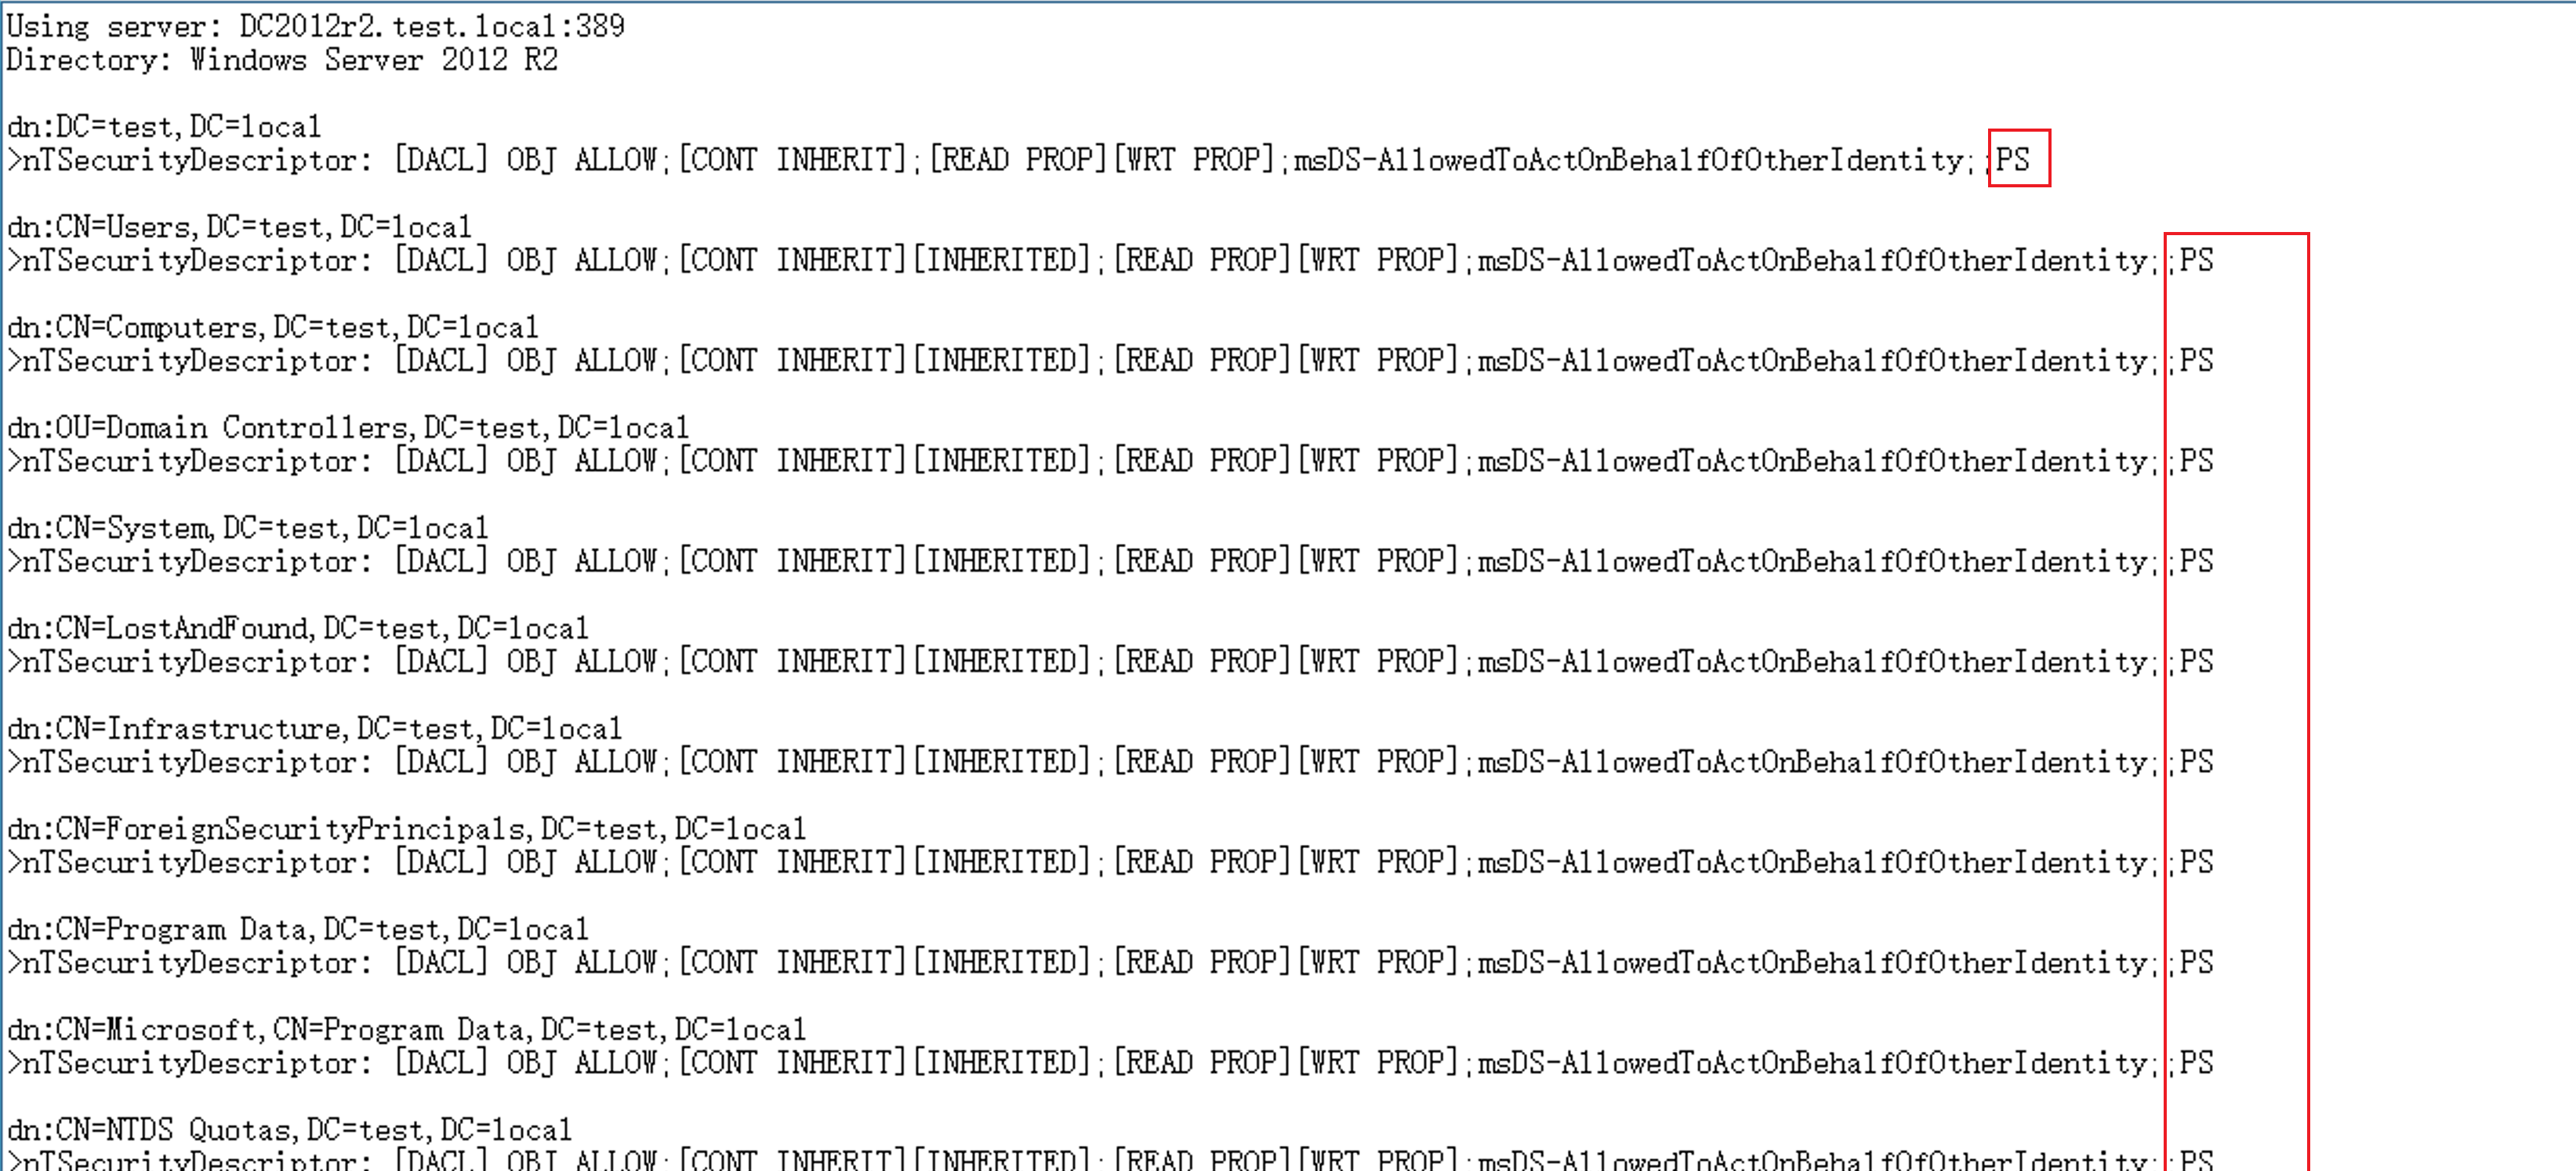 Using server: DC2012r2.test.local:389
Directory: Windows Server 2012 R2
dn:DC=test,DC=local
>nTSecurityDescriptor: [DACL] OBJ ALLOW;[CONT INHERIT];[READ PROP][WRT PROP];msDS-AllowedToActOnBehalfOfOtherIdentity;;PS
dn:CN=Users,DC=test,DC=local
>nTSecurityDescriptor: [DACL] OBJ ALLOW;[CONT INHERIT][INHERITED];[READ PROP][WRT PROP];msDS-AllowedToActOnBehalfOfOtherIdentity;;PS
dn:CN=Computers,DC=test,DC=local
>nTSecurityDescriptor: [DACL] OBJ ALLOW;[CONT INHERIT][INHERITED];[READ PROP][WRT PROP];msDS-AllowedToActOnBehalfOfOtherIdentity;;PS
dn:OU=Domain Controllers,DC=test,DC=local
>nTSecurityDescriptor: [DACL] OBJ ALLOW;[CONT INHERIT][INHERITED];[READ PROP][WRT PROP];msDS-AllowedToActOnBehalfOfOtherIdentity;;PS
dn:CN=System,DC=test,DC=local
>nTSecurityDescriptor: [DACL] OBJ ALLOW;[CONT INHERIT][INHERITED];[READ PROP][WRT PROP];msDS-AllowedToActOnBehalfOfOtherIdentity;;PS
dn:CN=LostAndFound,DC=test,DC=local
>nTSecurityDescriptor: [DACL] OBJ ALLOW;[CONT INHERIT][INHERITED];[READ PROP][WRT PROP];msDS-AllowedToActOnBehalfOfOtherIdentity;;PS
dn:CN=Infrastructure,DC=test,DC=local
>nTSecurityDescriptor: [DACL] OBJ ALLOW;[CONT INHERIT][INHERITED];[READ PROP][WRT PROP];msDS-AllowedToActOnBehalfOfOtherIdentity;;PS
dn:CN=ForeignSecurityPrincipals,DC=test,DC=local
>nTSecurityDescriptor: [DACL] OBJ ALLOW;[CONT INHERIT][INHERITED];[READ PROP][WRT PROP];msDS-AllowedToActOnBehalfOfOtherIdentity;;PS
dn:CN=Program Data,DC=test,DC=local
>nTSecurityDescriptor: [DACL] OBJ ALLOW;[CONT INHERIT][INHERITED];[READ PROP][WRT PROP];msDS-AllowedToActOnBehalfOfOtherIdentity;;PS
dn:CN=Microsoft,CN=Program Data,DC=test,DC=local
>nTSecurityDescriptor: [DACL] OBJ ALLOW;[CONT INHERIT][INHERITED];[READ PROP][WRT PROP];msDS-AllowedToActOnBehalfOfOtherIdentity;;PS
dn:CN=NTDS Quotas,DC=test,DC=local
>nTSecurityDescriptor: [DACL] OBJ ALLOW;[CONT INHERIT][INHERITED];[READ PROP][WRT PROP];msDS-AllowedToActOnBehalfOfOtherIdentity;;PS